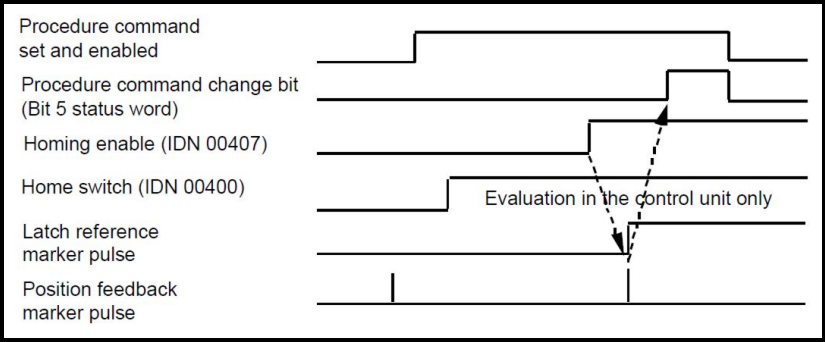 Procedure command
set and enabled
Procedure command change bit
(Bit 5 status word)
Homing enable (IDN 00407)
Home switch (IDN 00400)
Evaluation in the control unit only
Latch reference
marker pulse
Position feedback
marker pulse